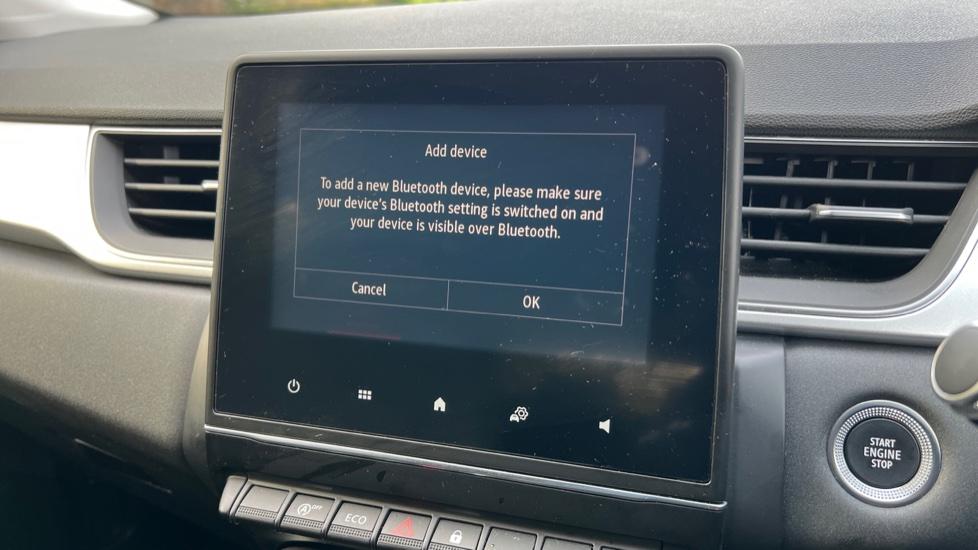 Add device
To add a new Bluetooth device, please make sure
your device's Bluetooth setting is switched on and
your device is visible over Bluetooth.
Cancel
OK
START
ENGINE
STOP
A OFF
ECO